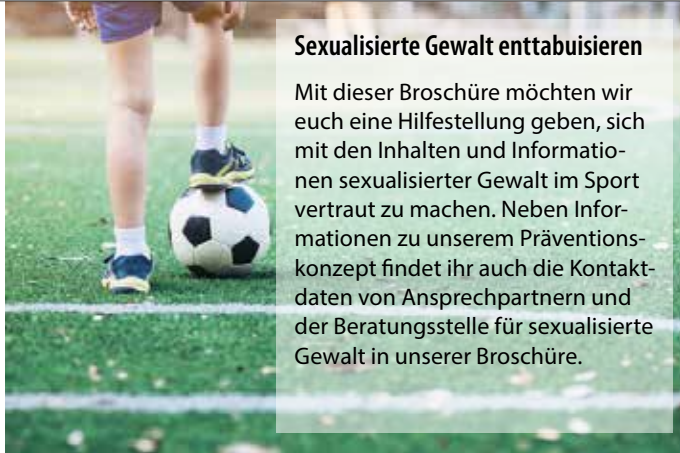 Sexualisierte Gewalt enttabuisieren
Mit dieser Broschüre möchten wir
euch eine Hilfestellung geben, sich
mit den Inhalten und Informatio-
nen sexualisierter Gewalt im Sport
vertraut zu machen. Neben Infor-
mationen zu unserem Präventions-
konzept findet ihr auch die Kontakt-
daten von Ansprechpartnern und
der Beratungsstelle für sexualisierte
Gewalt in unserer Broschüre.